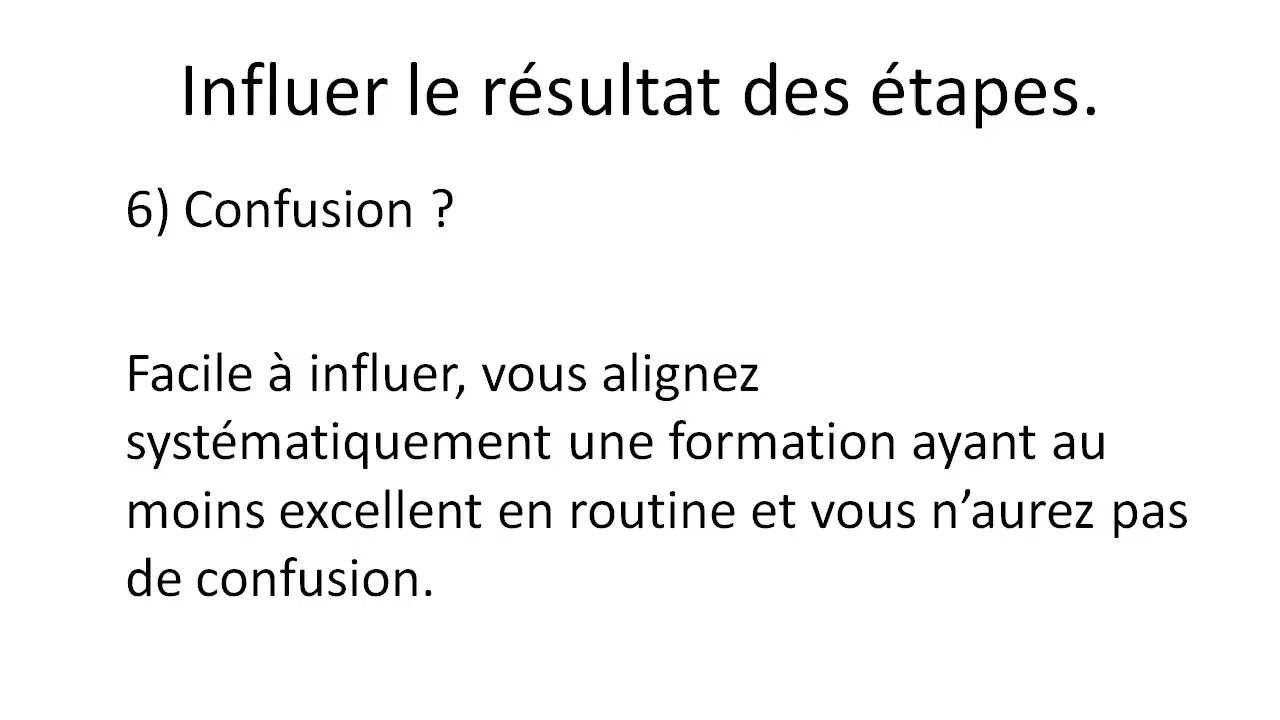 Influer le résultat des étapes.
6) Confusion ?
Facile à influer, vous alignez
systématiquement une formation ayant au
moins excellent en routine et vous n’aurez pas
de confusion.